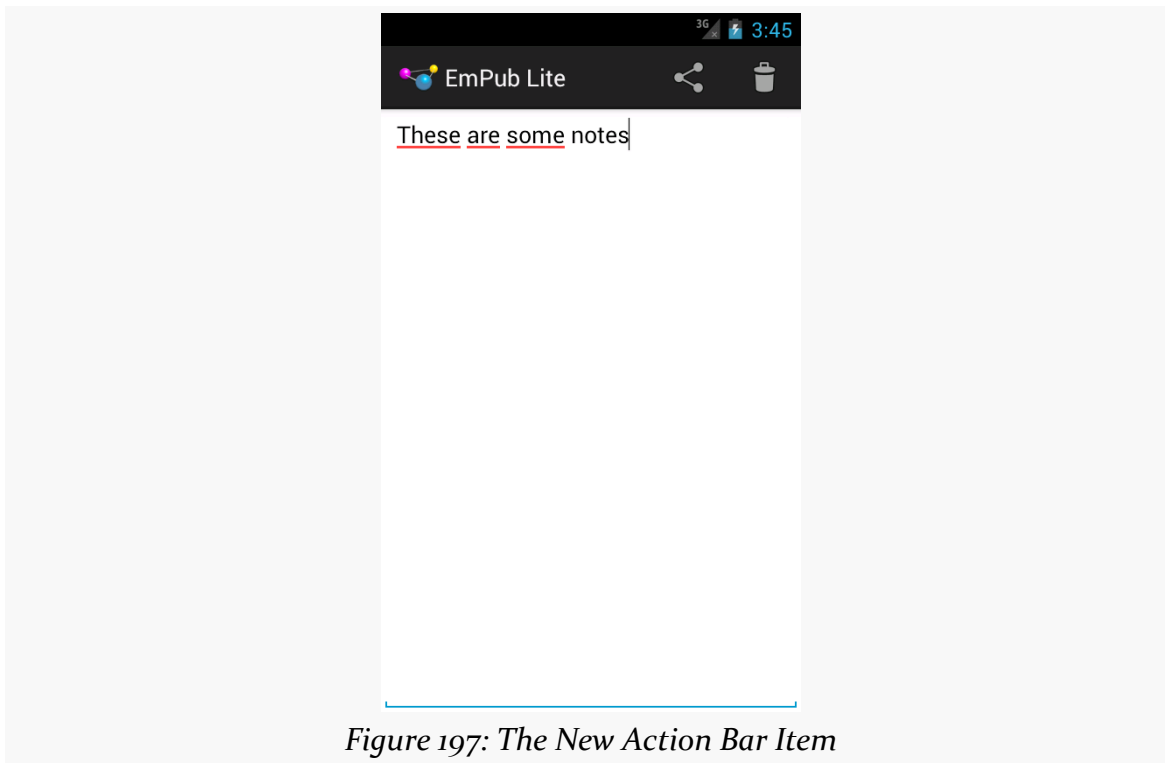 3G
3:45
EmPub Lite
These are some notes
Figure 197: The New Action Bar Item